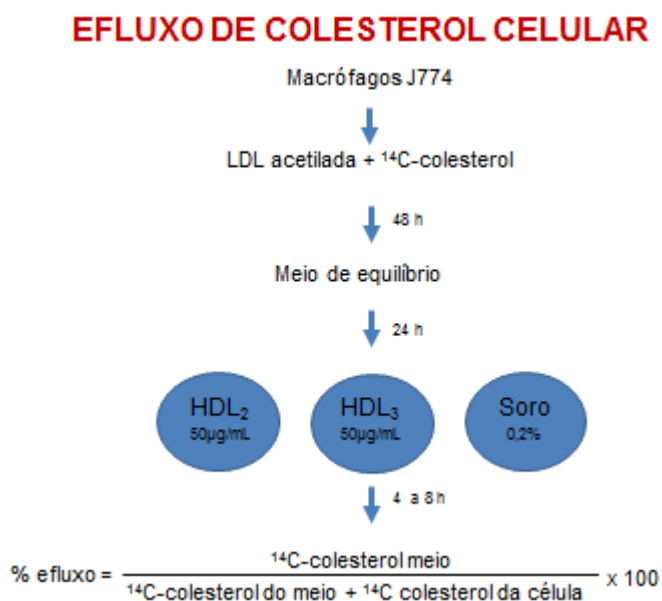 EFLUXO DE COLESTEROL CELULAR
Macrófagos J774
LDL acetilada + ¹⁴C-colesterol
48 h
Meio de equilíbrio
24 h
HDL₂ HDL₃ Soro
50µg/mL 50µg/mL 0,2%
4 a 8h
¹⁴C-colesterol meio
% efluxo = x 100
¹⁴C-colesterol do meio + ¹⁴C colesterol da célula